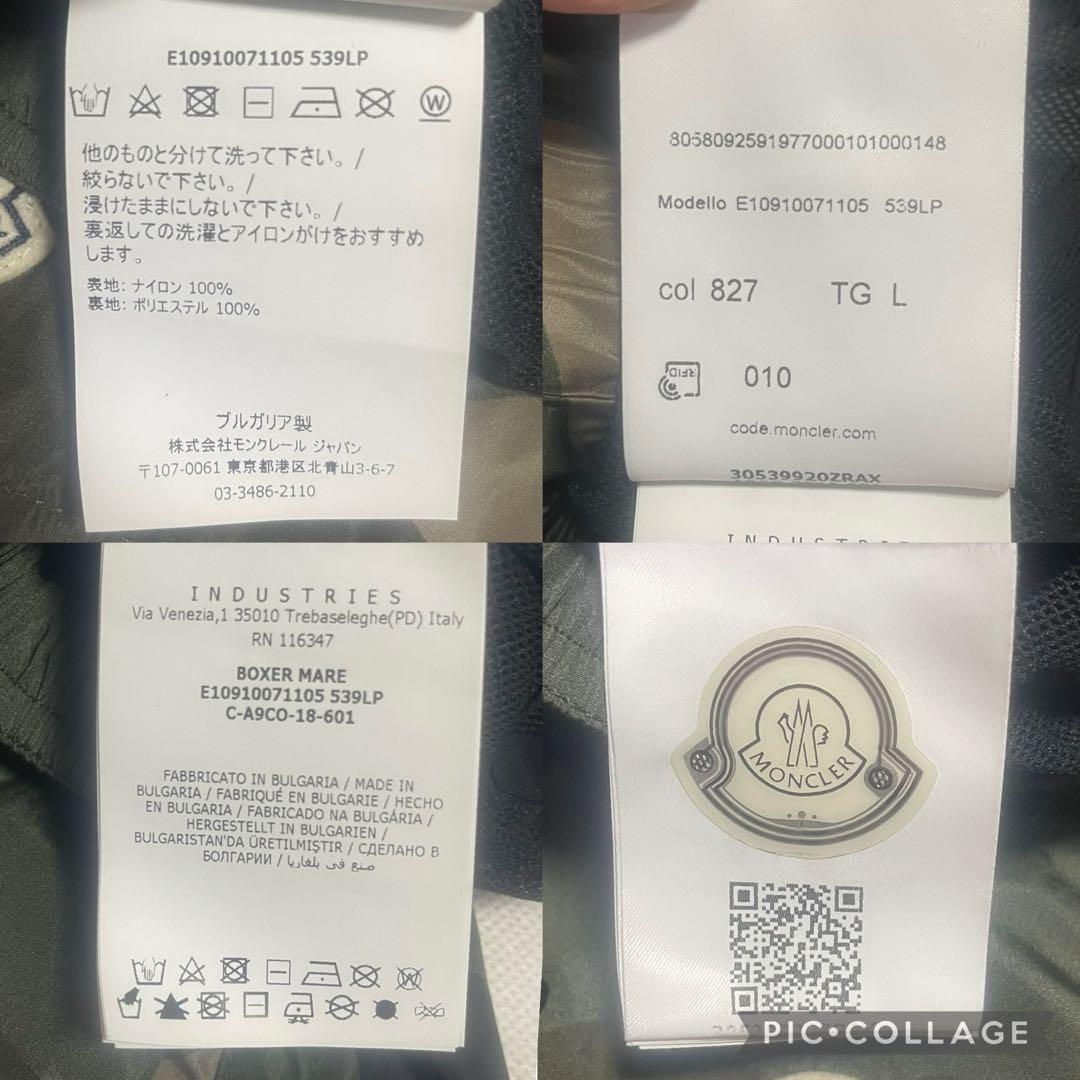 E10910071105 539LP
W
他のものと分けて洗って下さい。/
絞らないで下さい。/
浸けたままにしないで下さい。/
裏返しての洗濯とアイロンがけをおすすめ
します。
表地: ナイロン 100%
裏地: ポリエステル 100%
ブルガリア製
株式会社モンクレール ジャパン
〒107-0061 東京都港区北青山3-6-7
03-3486-2110
8058092591977000101000148
Modello E10910071105 539LP
col 827 TG L
RFID 010
code.moncler.com
30539920ZRAX
INDUSTRIE
INDUSTRIES
Via Venezia,1 35010 Trebaseleghe(PD) Italy
RN 116347
BOXER MARE
E10910071105 539LP
C-A9CO-18-601
FABBRICATO IN BULGARIA / MADE IN
BULGARIA / FABRIQUÉ EN BULGARIE / HECHO
EN BULGARIA / FABRICADO NA BULGÁRIA /
HERGESTELLT IN BULGARIEN /
BULGARISTAN'DA ÜRETILMIŞTIR / СДЕЛАНО В
БОЛГАРИИ / صنع في بلغاريا
W
MONCLER
PIC•COLLAGE